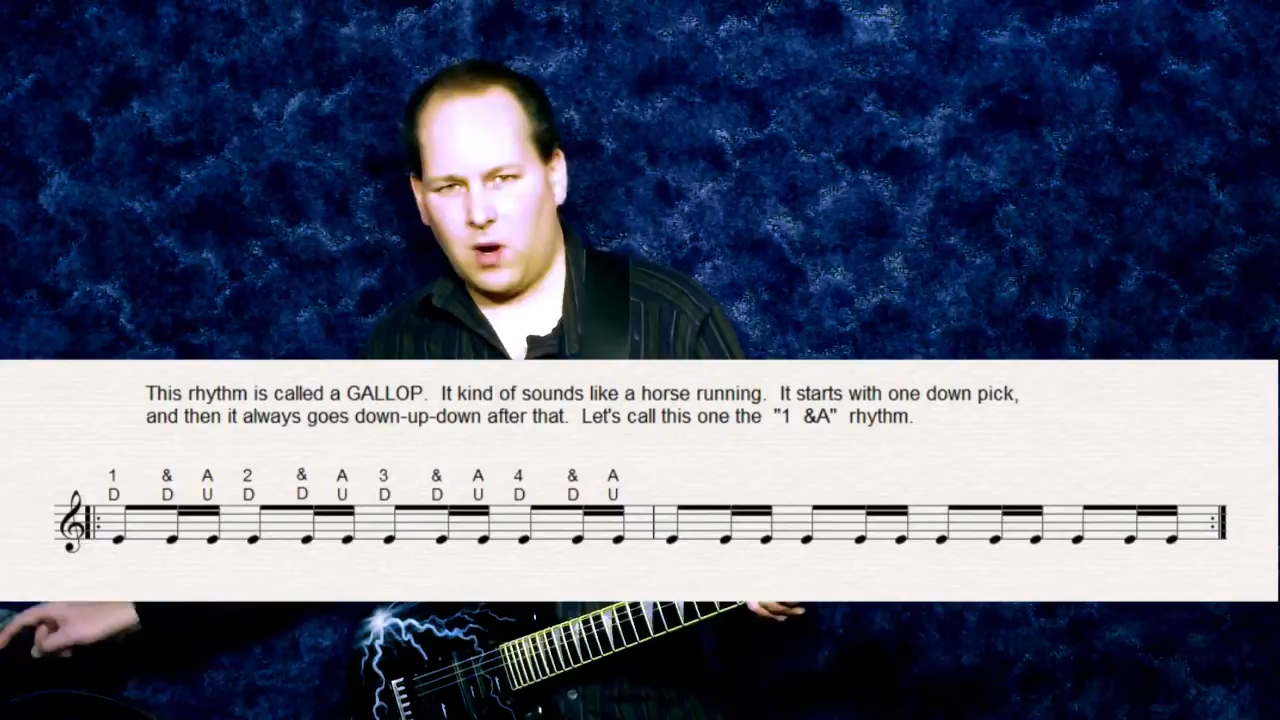 This rhythm is called a GALLOP. It kind of sounds like a horse running. It starts with one down pick,
and then it always goes down-up-down after that. Let's call this one the "1 &A" rhythm.
1 & A 2 & A 3 & A 4 & A
D D U D D U D D U D D U